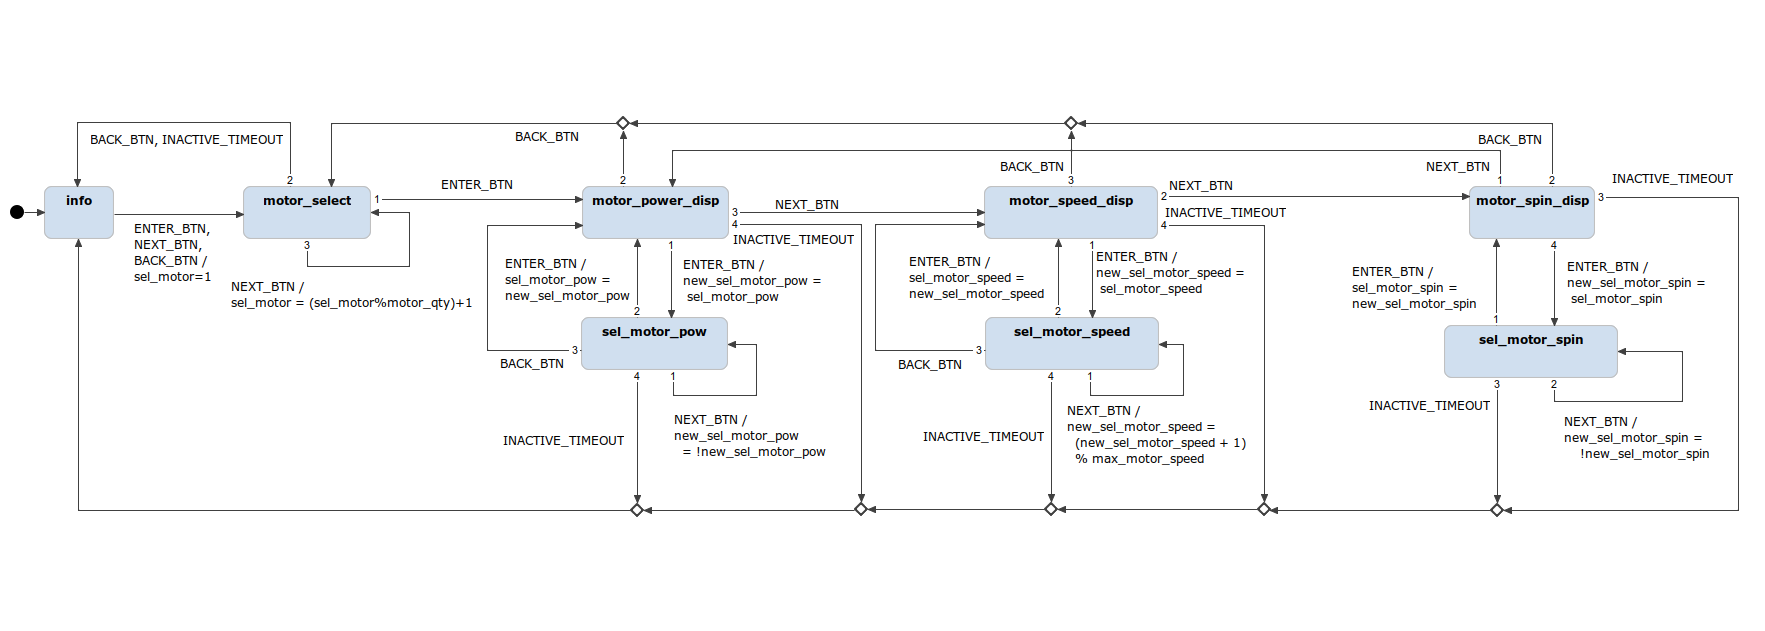 BACK_BTN, INACTIVE_TIMEOUT
2
info
motor_select
1
ENTER_BTN
ENTER_BTN,
NEXT_BTN,
BACK_BTN /
sel_motor=1
3
NEXT_BTN /
sel_motor = (sel_motor%motor_qty)+1
BACK_BTN
2
motor_power_disp
3
NEXT_BTN
4
INACTIVE_TIMEOUT
ENTER_BTN /
sel_motor_pow =
new_sel_motor_pow
1
ENTER_BTN /
new_sel_motor_pow =
sel_motor_pow
2
sel_motor_pow
3
BACK_BTN
4
1
INACTIVE_TIMEOUT
NEXT_BTN /
new_sel_motor_pow
= !new_sel_motor_pow
BACK_BTN
3
motor_speed_disp
2
NEXT_BTN
INACTIVE_TIMEOUT
4
ENTER_BTN /
sel_motor_speed =
new_sel_motor_speed
1
ENTER_BTN /
new_sel_motor_speed =
sel_motor_speed
2
sel_motor_speed
3
BACK_BTN
4
1
INACTIVE_TIMEOUT
NEXT_BTN /
new_sel_motor_speed =
(new_sel_motor_speed + 1)
% max_motor_speed
BACK_BTN
NEXT_BTN
1
2
INACTIVE_TIMEOUT
motor_spin_disp
3
4
ENTER_BTN /
sel_motor_spin =
new_sel_motor_spin
ENTER_BTN /
new_sel_motor_spin =
sel_motor_spin
1
sel_motor_spin
3
2
INACTIVE_TIMEOUT
NEXT_BTN /
new_sel_motor_spin =
!new_sel_motor_spin